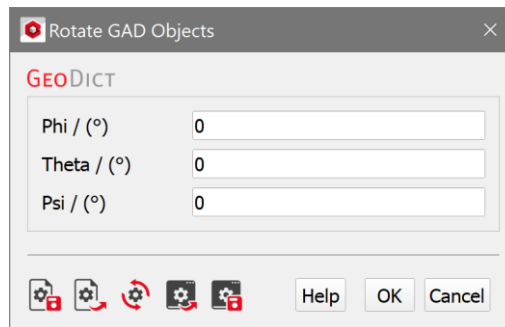 Rotate GAD Objects
GEODICT
Phi / (°) 0
Theta / (°) 0
Psi / (°) 0
Help OK Cancel